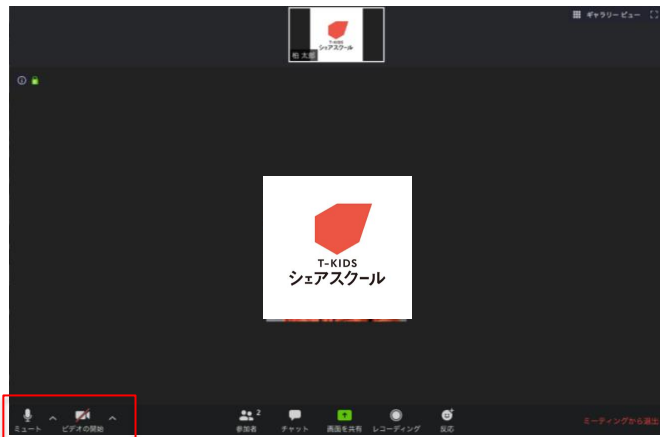 ギャラリー ビュー
T-KIDS
シェアスクール
柏 太郎
T-KIDS
シェアスクール
ミュート
ビデオの開始
2
参加者
チャット
画面を共有
レコーディング
反応
ミーティングから退出